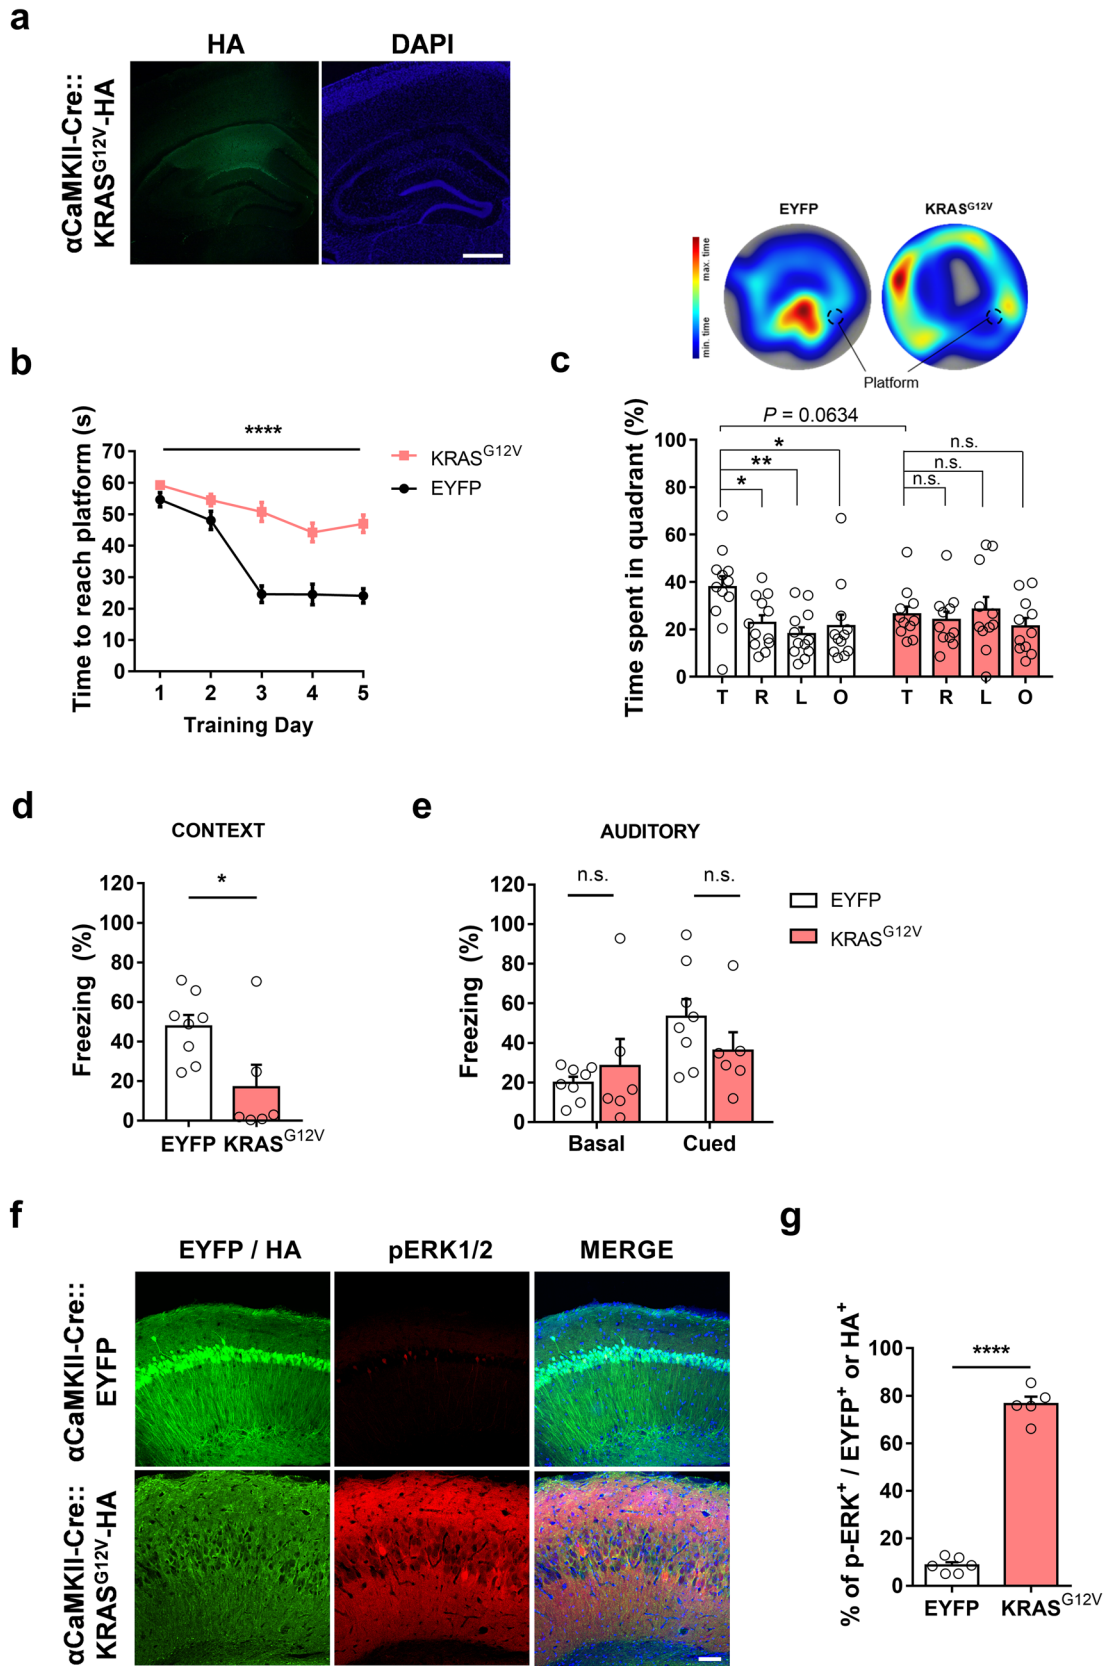 a
HA
DAPI
αCaMKII-Cre::
KRASG12V-HA
EYFP
KRASG12V
max. time
min. time
Platform
b
Time to reach platform (s)
70
60
50
40
30
20
10
0
1 2 3 4 5
Training Day
****
KRASG12V
EYFP
c
Time spent in quadrant (%)
100
80
60
40
20
0
P = 0.0634
*
**
*
n.s.
n.s.
n.s.
T R L O T R L O
d
CONTEXT
Freezing (%)
120
100
80
60
40
20
0
*
EYFP KRASG12V
e
AUDITORY
Freezing (%)
120
100
80
60
40
20
0
n.s.
n.s.
Basal
Cued
EYFP
KRASG12V
f
EYFP / HA
pERK1/2
MERGE
αCaMKII-Cre::
EYFP
αCaMKII-Cre::
KRASG12V-HA
g
% of p-ERK+ / EYFP+ or HA+
100
80
60
40
20
0
****
EYFP KRASG12V